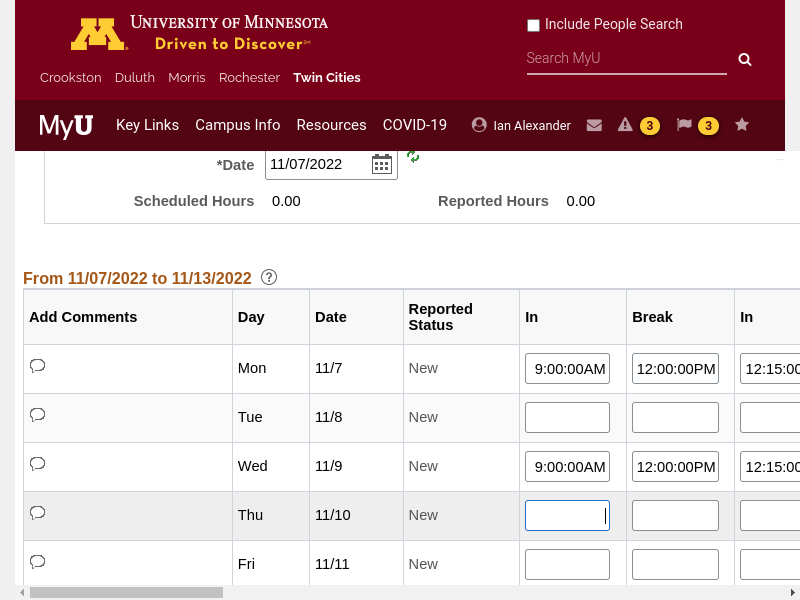 UNIVERSITY OF MINNESOTA
Driven to Discover℠
Include People Search
Search MyU
Crookston Duluth Morris Rochester Twin Cities
MyU Key Links Campus Info Resources COVID-19 Ian Alexander 3 3
*Date 11/07/2022
Scheduled Hours 0.00 Reported Hours 0.00
From 11/07/2022 to 11/13/2022 ?
Add Comments Day Date Reported Status In Break In
Mon 11/7 New 9:00:00AM 12:00:00PM 12:15:00
Tue 11/8 New
Wed 11/9 New 9:00:00AM 12:00:00PM 12:15:00
Thu 11/10 New
Fri 11/11 New